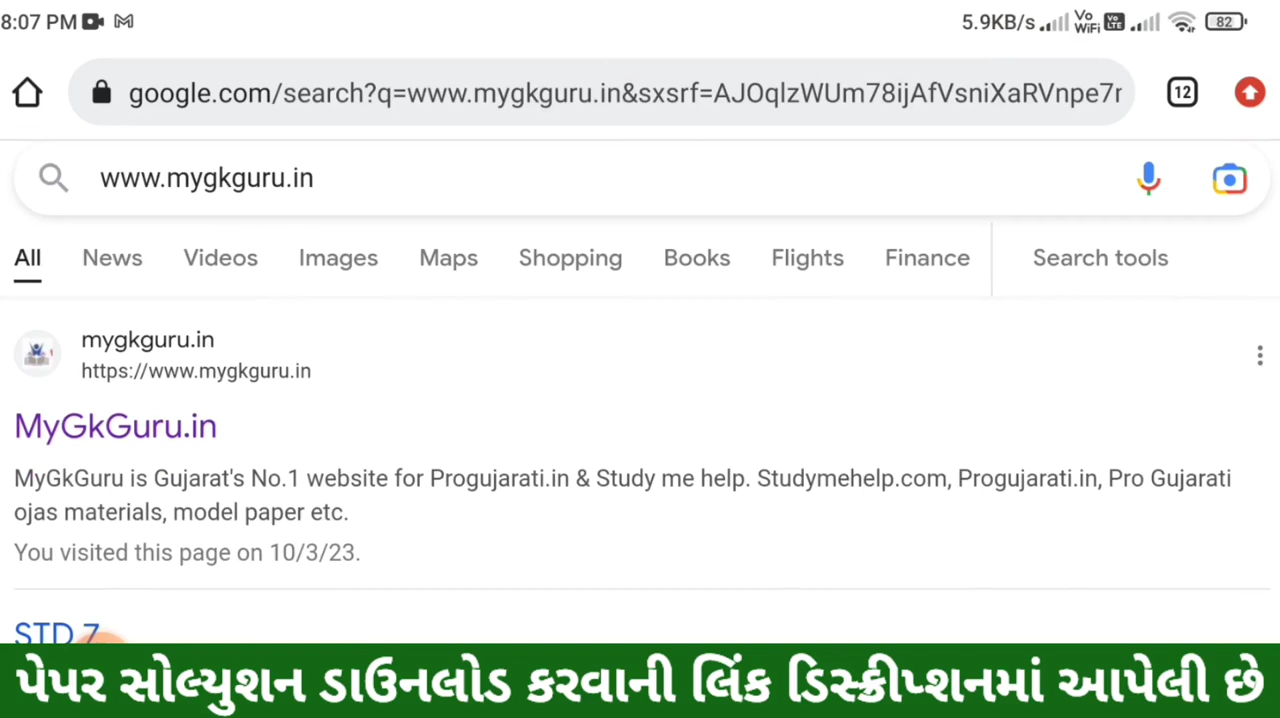 8:07 PM
5.9KB/s Vo WiFi Vo LTE 82
google.com/search?q=www.mygkguru.in&sxsrf=AJOqlzWUm78ijAfVsniXaRVnpe7r
12
www.mygkguru.in
All News Videos Images Maps Shopping Books Flights Finance Search tools
mygkguru.in
https://www.mygkguru.in
MyGkGuru.in
MyGkGuru is Gujarat's No.1 website for Progujarati.in & Study me help. Studymehelp.com, Progujarati.in, Pro Gujarati
ojas materials, model paper etc.
You visited this page on 10/3/23.
STD 7
પેપર સોલ્યુશન ડાઉનલોડ કરવાની લિંક ડિસ્ક્રીપ્શનમાં આપેલી છે